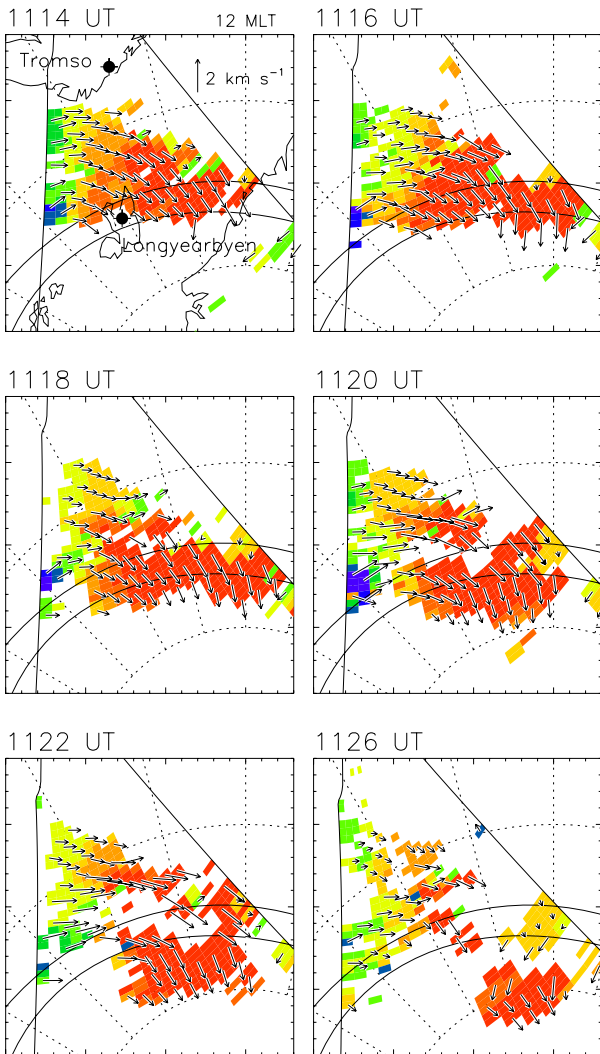 1114 UT
12 MLT
1116 UT
Tromso
2 km s⁻¹
Longyearbyen
1118 UT
1120 UT
1122 UT
1126 UT